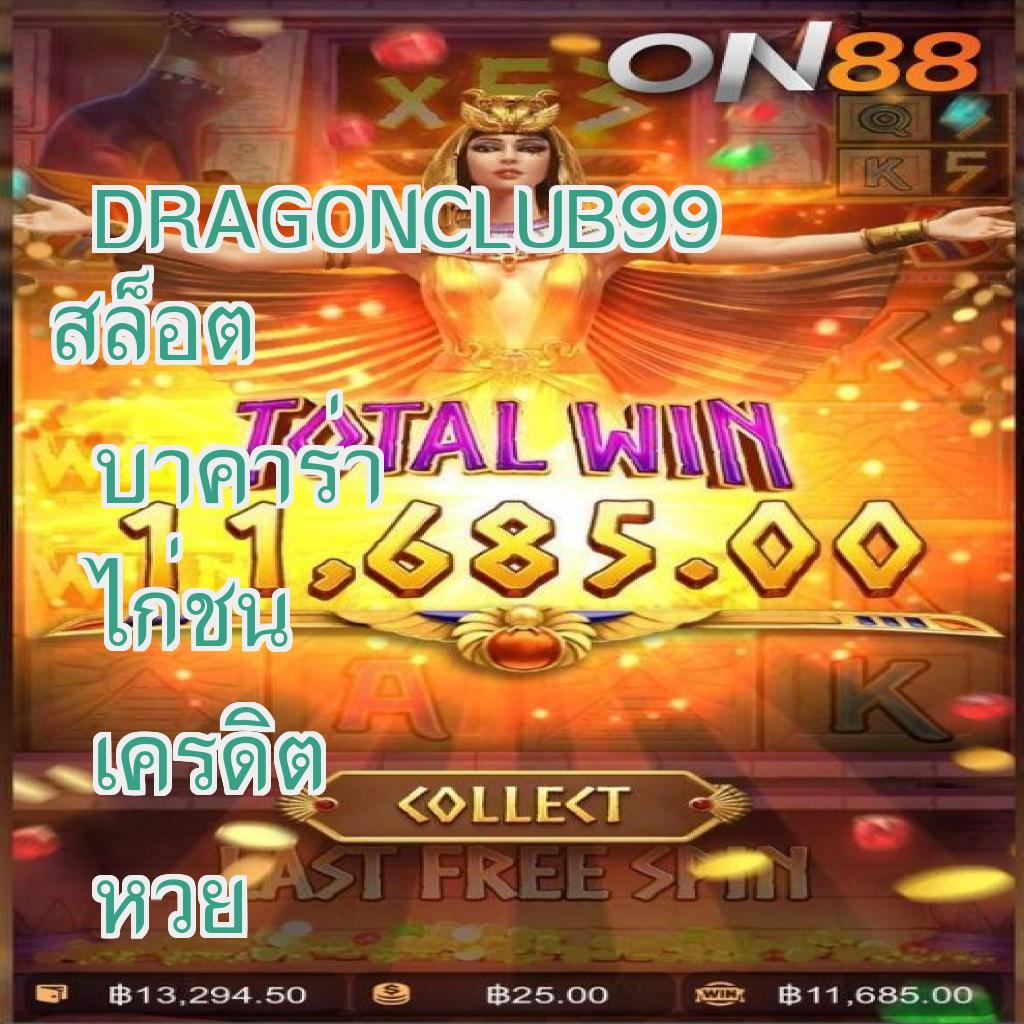 ON88
x53
Q
K 5
DRAGONCLUB99
สล็อต
TOTAL WIN
บาคาร่า
11,685.00
ไก่ชน
A K
เครดิต
COLLECT
LAST FREE SPIN
หวย
฿13,294.50 ฿25.00 WIN ฿11,685.00